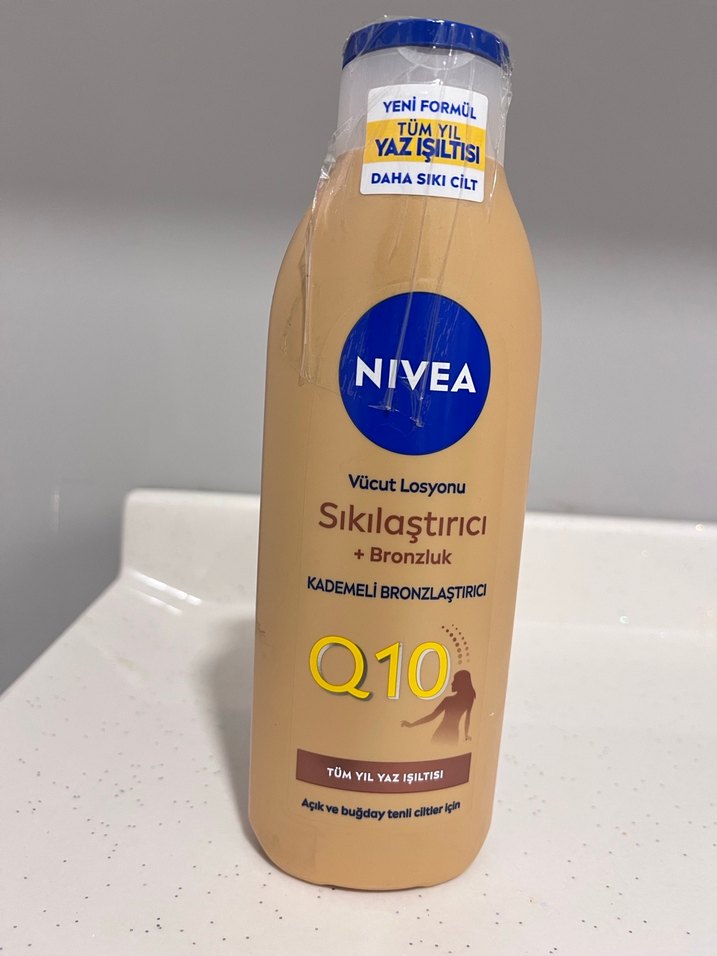 YENİ FORMÜL
TÜM YIL
YAZ IŞILTISI
DAHA SIKI CİLT
NIVEA
Vücut Losyonu
Sıkılaştırıcı
+ Bronzluk
KADEMELİ BRONZLAŞTIRICI
Q10
TÜM YIL YAZ IŞILTISI
Açık ve buğday tenli ciltler için